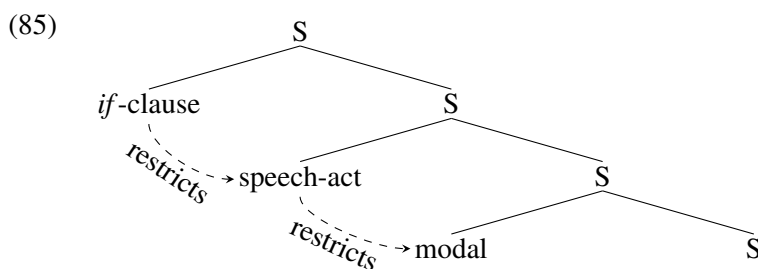 (85)
S
if-clause
S
restricts
speech-act
S
restricts
modal
S